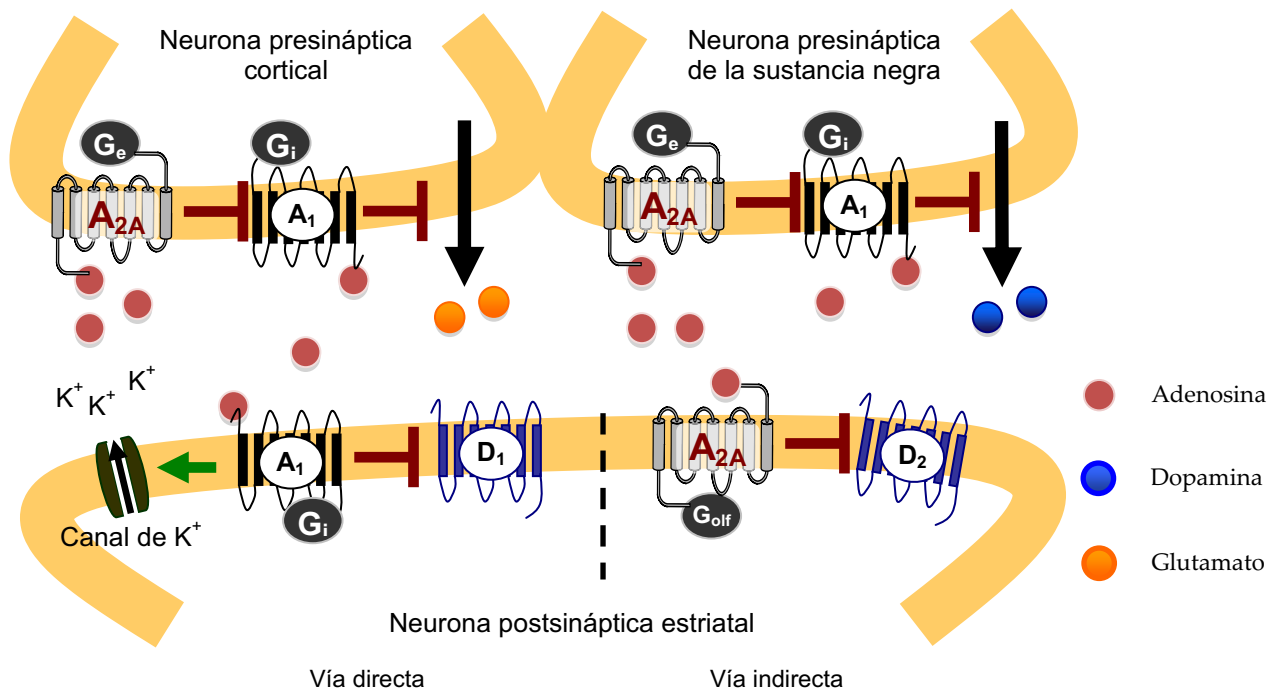 Neurona presináptica
cortical
Neurona presináptica
de la sustancia negra
Ge
Gi
A2A
A1
Ge
Gi
A2A
A1
K+
K+
K+
Canal de K+
A1
Gi
D1
A2A
Golf
D2
Adenosina
Dopamina
Glutamato
Neurona postsináptica estriatal
Vía directa
Vía indirecta